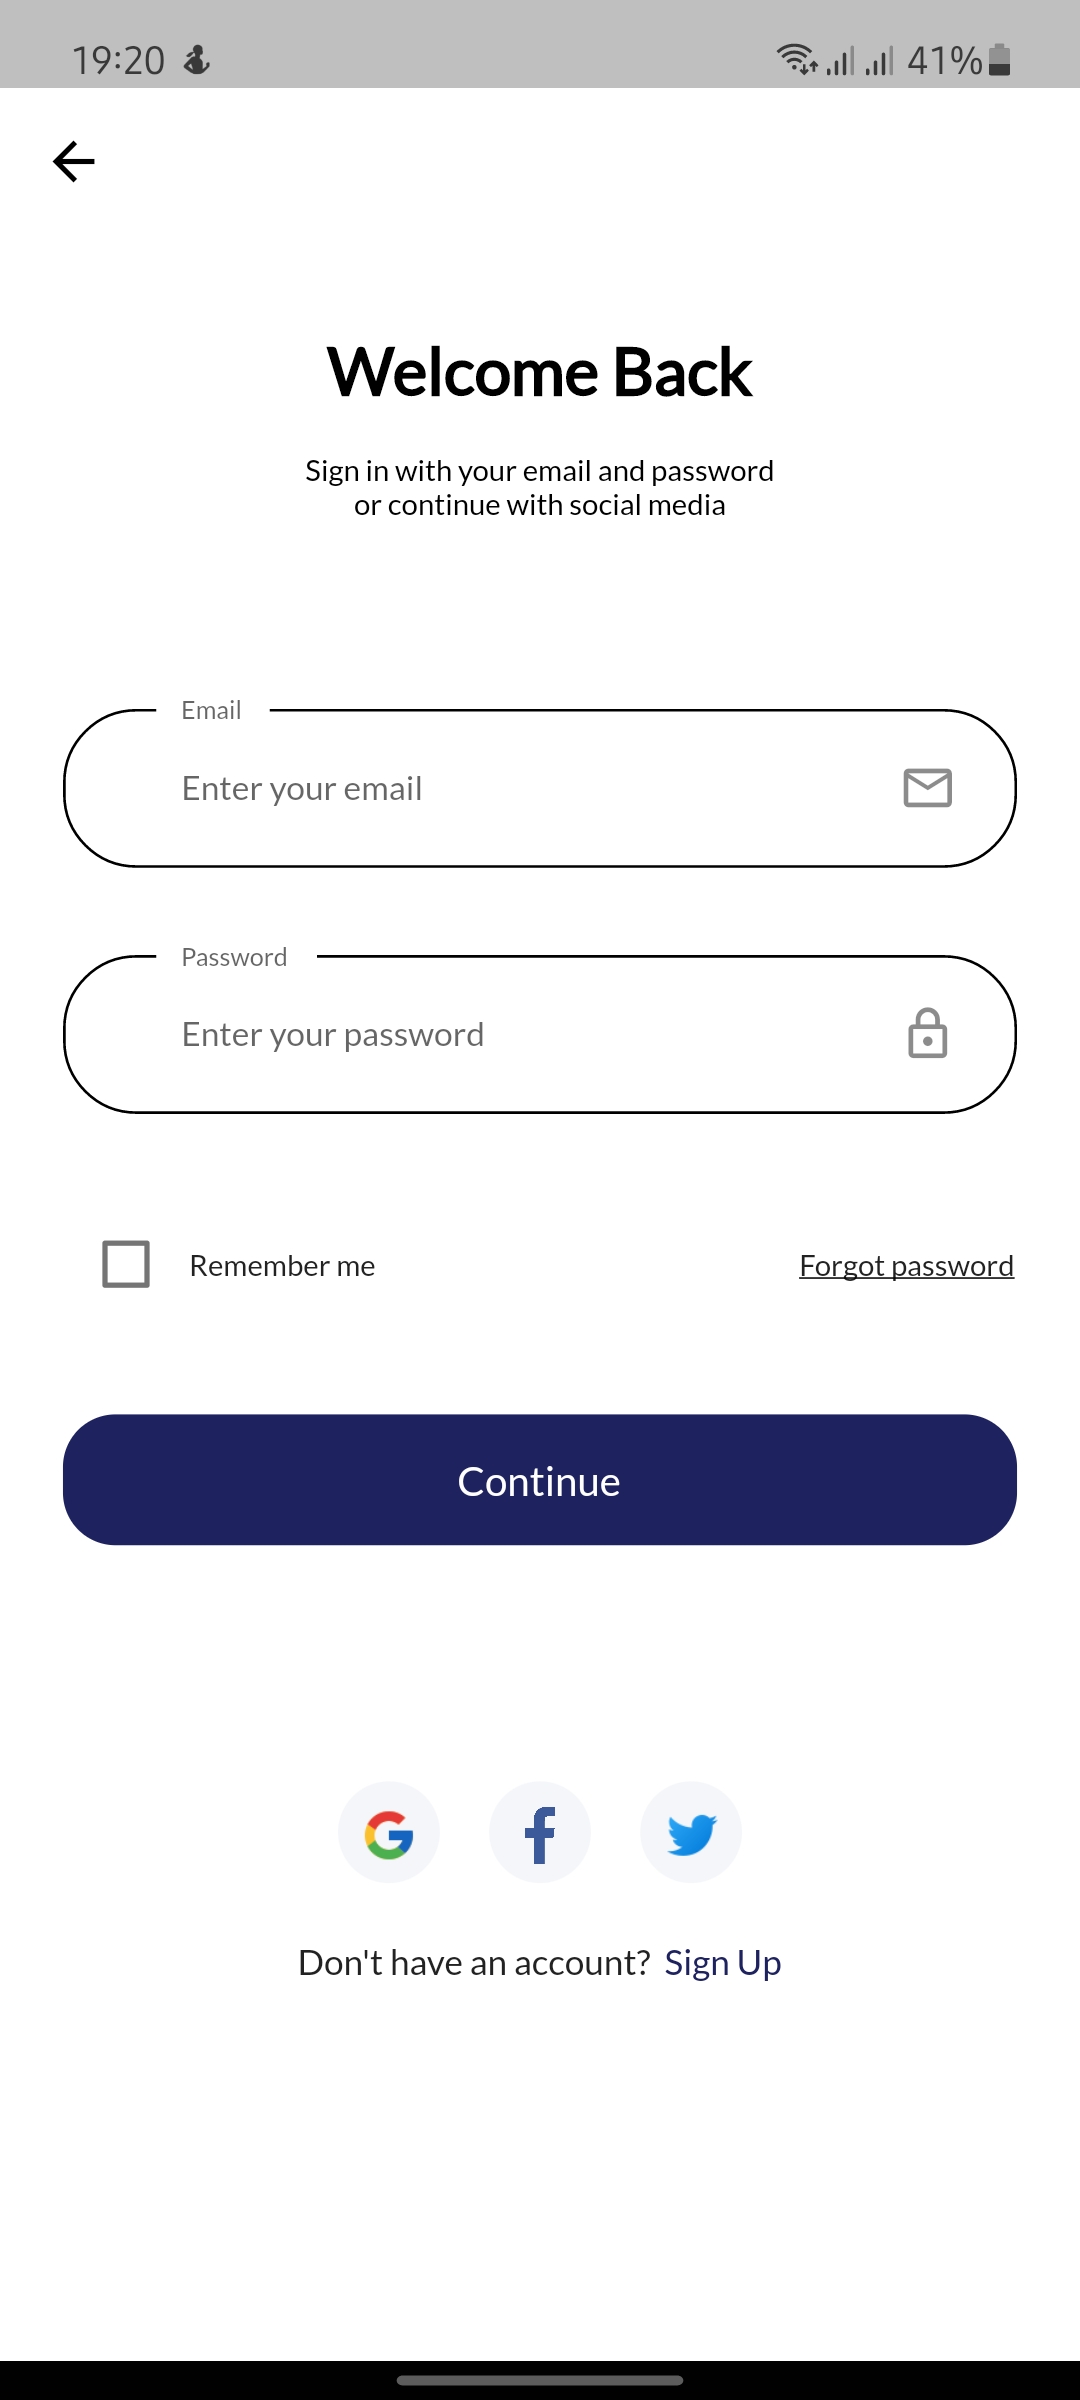 19:20 41%
Welcome Back
Sign in with your email and password
or continue with social media
Email
Enter your email
Password
Enter your password
Remember me Forgot password
Continue
Don't have an account? Sign Up